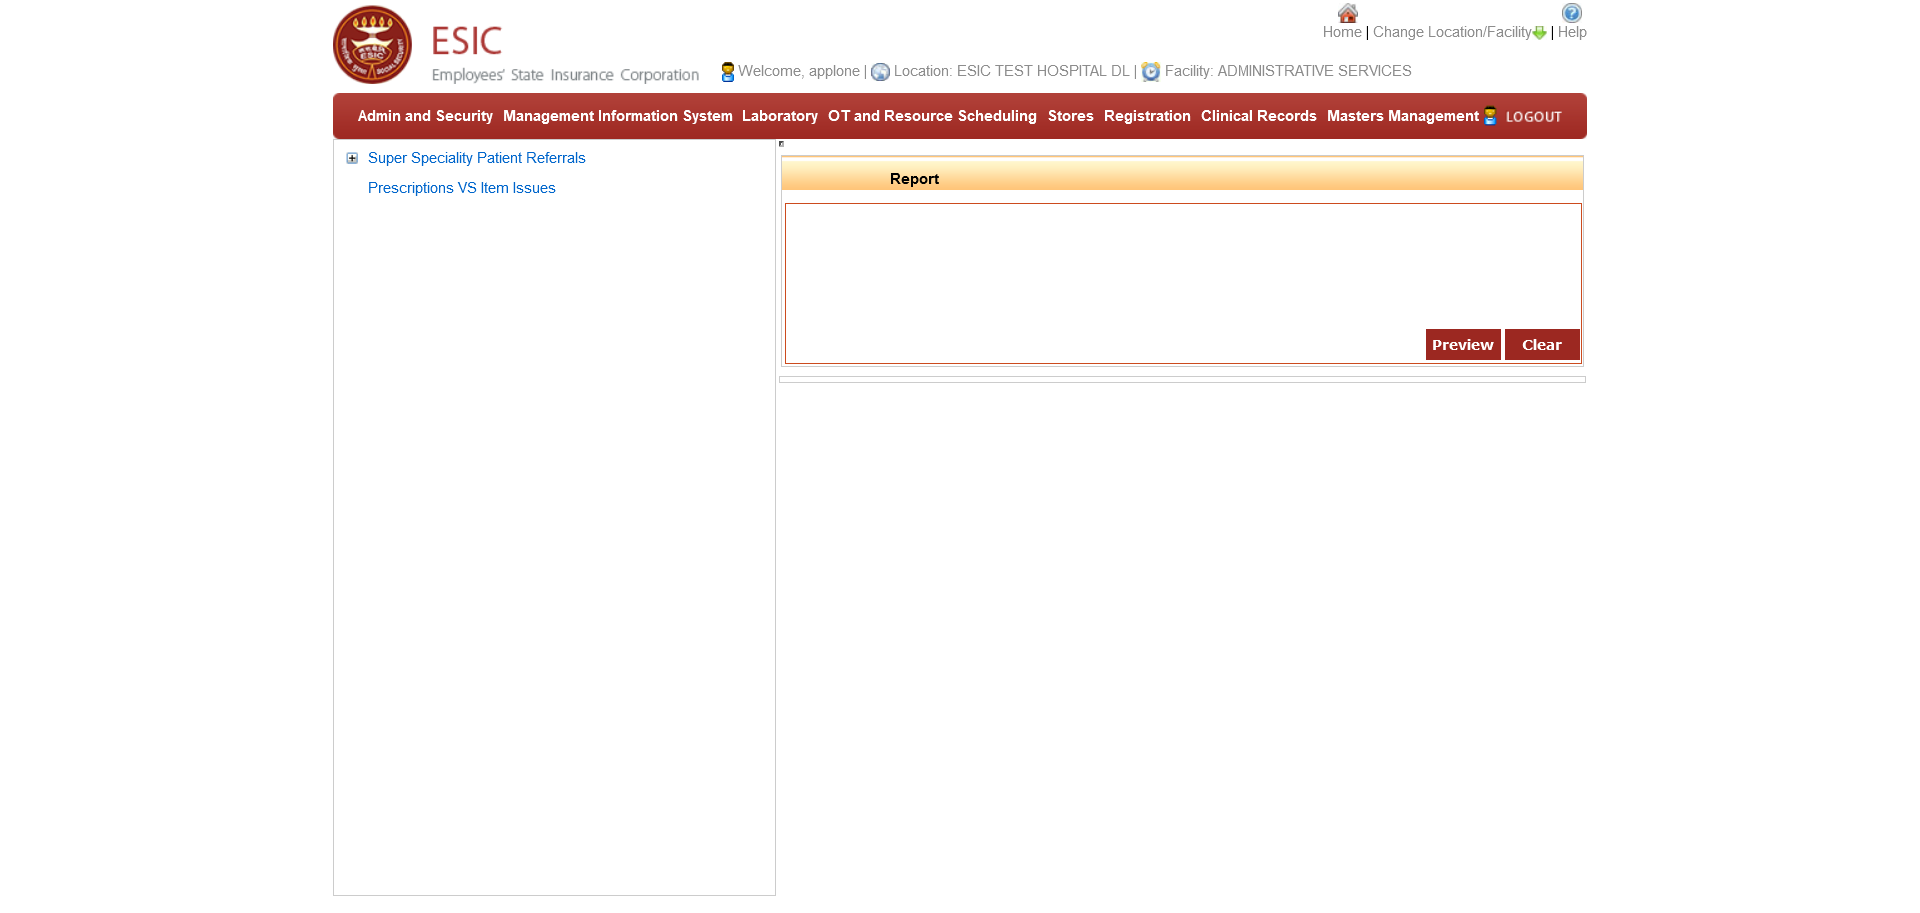 Home | Change Location/Facility | Help
ESIC
Employees' State Insurance Corporation
Welcome, applone | Location: ESIC TEST HOSPITAL DL | Facility: ADMINISTRATIVE SERVICES
Admin and Security Management Information System Laboratory OT and Resource Scheduling Stores Registration Clinical Records Masters Management LOGOUT
Super Speciality Patient Referrals
Prescriptions VS Item Issues
Report
Preview Clear